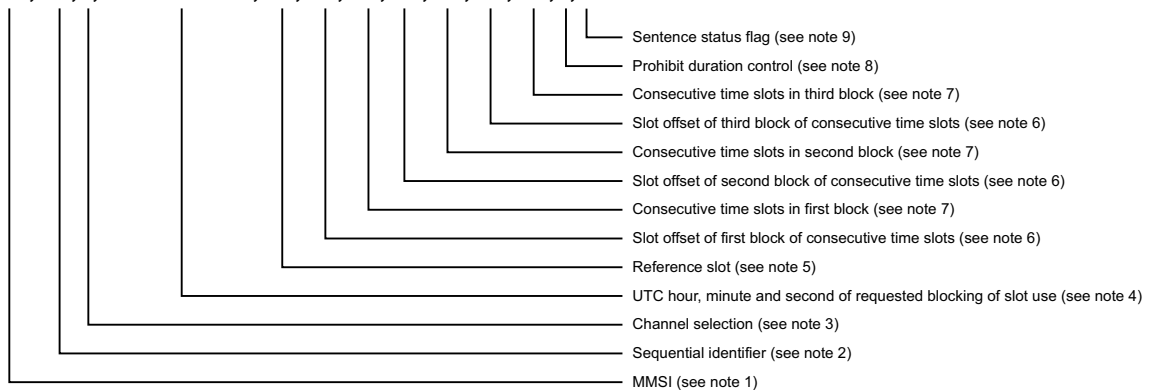 Sentence status flag (see note 9)
Prohibit duration control (see note 8)
Consecutive time slots in third block (see note 7)
Slot offset of third block of consecutive time slots (see note 6)
Consecutive time slots in second block (see note 7)
Slot offset of second block of consecutive time slots (see note 6)
Consecutive time slots in first block (see note 7)
Slot offset of first block of consecutive time slots (see note 6)
Reference slot (see note 5)
UTC hour, minute and second of requested blocking of slot use (see note 4)
Channel selection (see note 3)
Sequential identifier (see note 2)
MMSI (see note 1)